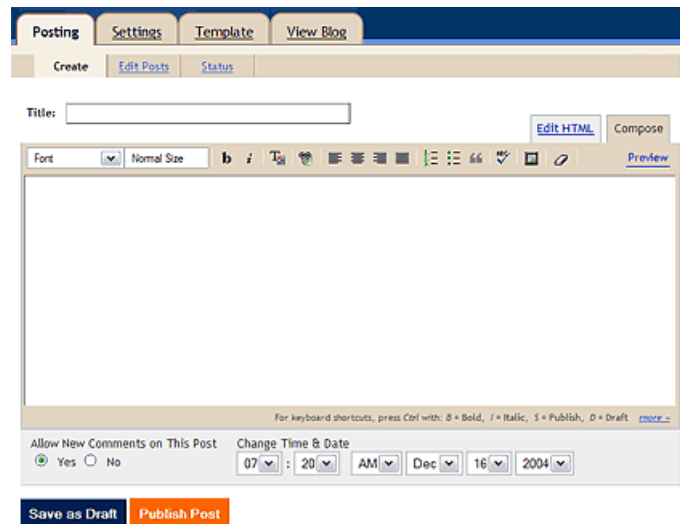 Posting Settings Template View Blog
Create Edit Posts Status
Title:
Edit HTML Compose
Font Normal Size b i T ABC Preview
For keyboard shortcuts, press Ctrl with: B = Bold, I = Italic, S = Publish, D = Draft more »
Allow New Comments on This Post Change Time & Date
Yes No 07 : 20 AM Dec 16 2004
Save as Draft Publish Post